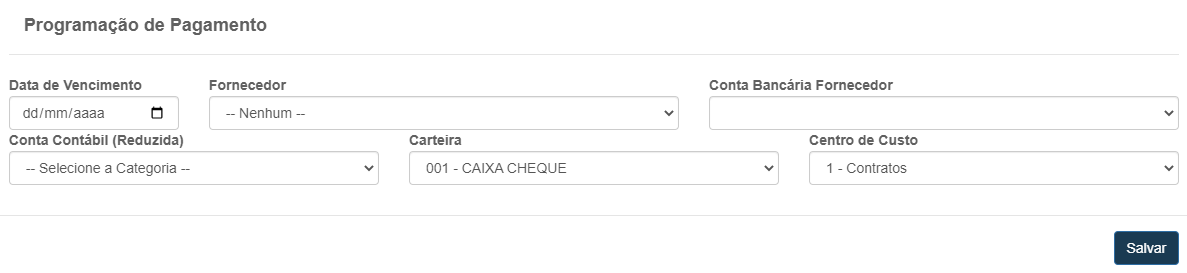 Programação de Pagamento
Data de Vencimento Fornecedor Conta Bancária Fornecedor
dd/mm/aaaa -- Nenhum --
Conta Contábil (Reduzida) Carteira Centro de Custo
-- Selecione a Categoria -- 001 - CAIXA CHEQUE 1 - Contratos
Salvar